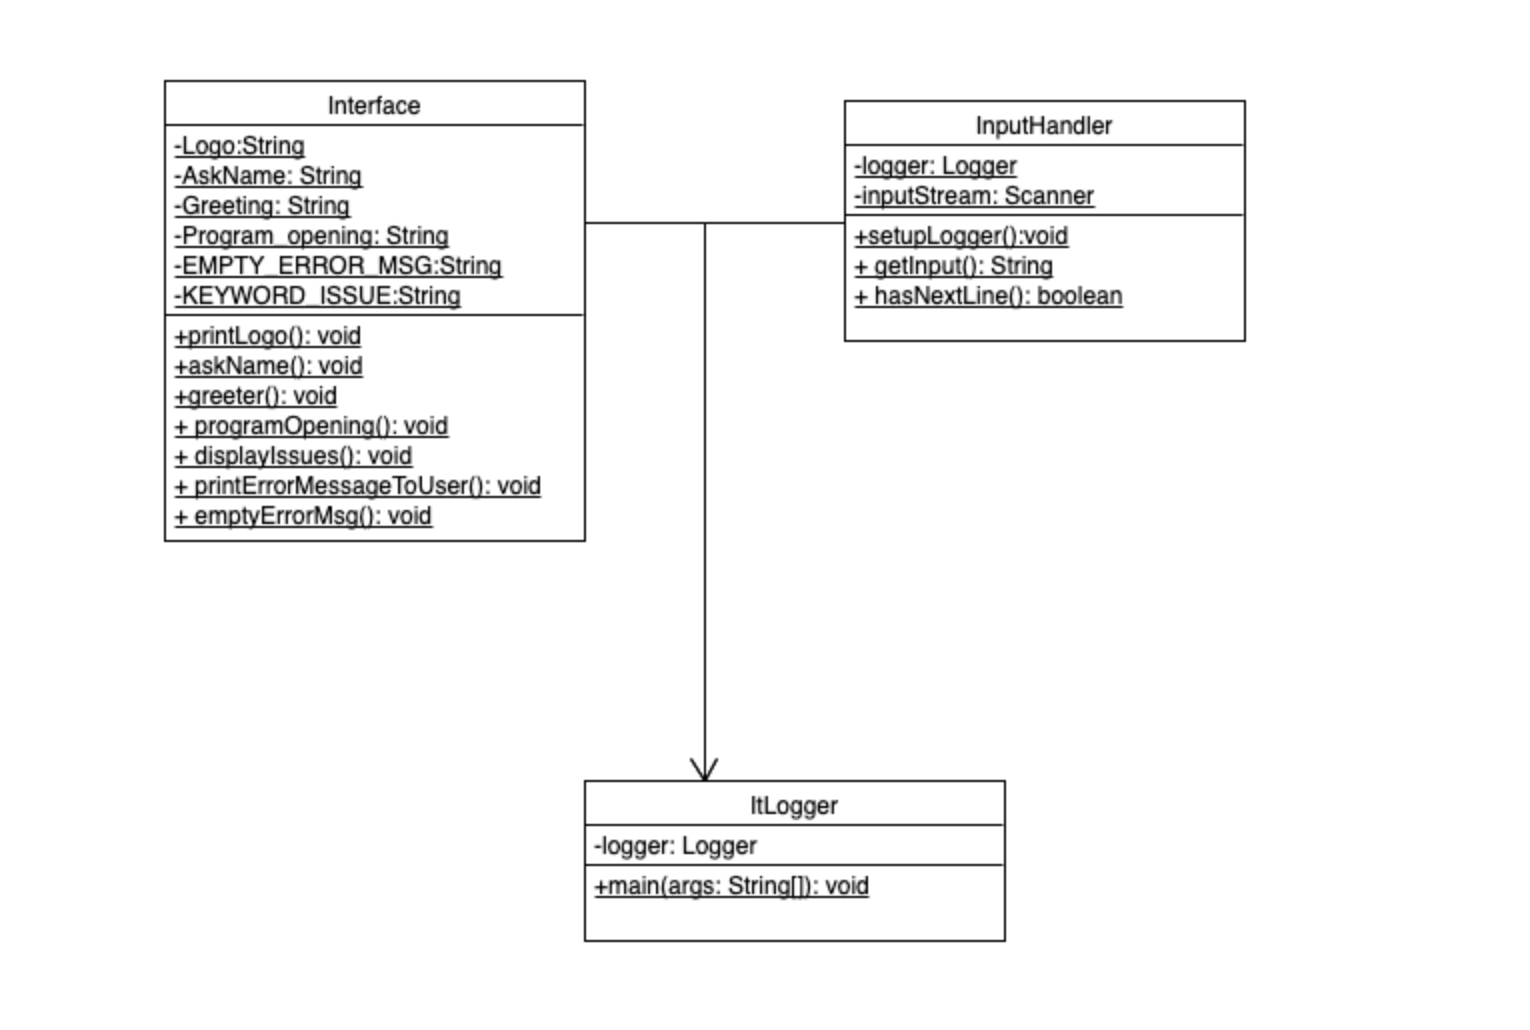 Interface
-Logo:String
-AskName: String
-Greeting: String
-Program_opening: String
-EMPTY_ERROR_MSG:String
-KEYWORD_ISSUE:String
+printLogo(): void
+askName(): void
+greeter(): void
+ programOpening(): void
+ displayIssues(): void
+ printErrorMessageToUser(): void
+ emptyErrorMsg(): void
InputHandler
-logger: Logger
-inputStream: Scanner
+setupLogger():void
+ getInput(): String
+ hasNextLine(): boolean
ItLogger
-logger: Logger
+main(args: String[]): void